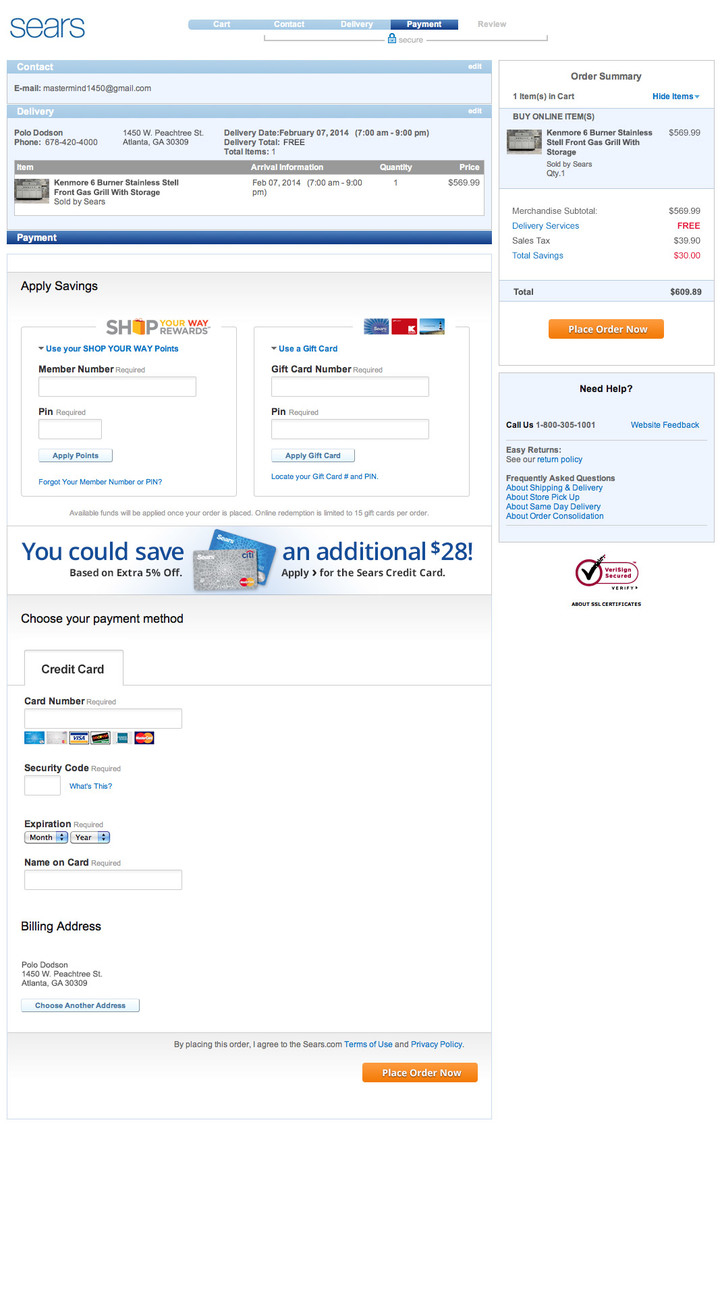 sears
Cart Contact Delivery Payment Review
secure
Contact edit
E-mail: mastermind1450@gmail.com
Delivery edit
Polo Dodson
Phone: 678-420-4000
1450 W. Peachtree St.
Atlanta, GA 30309
Delivery Date:February 07, 2014 (7:00 am - 9:00 pm)
Delivery Total: FREE
Total Items: 1
Item Arrival Information Quantity Price
Kenmore 6 Burner Stainless Stell
Front Gas Grill With Storage
Sold by Sears
Feb 07, 2014 (7:00 am - 9:00
pm)
1
$569.99
Payment
Apply Savings
SHOP YOUR WAY
REWARDS
Use your SHOP YOUR WAY Points
Member Number Required
Pin Required
Apply Points
Forgot Your Member Number or PIN?
Sears
Use a Gift Card
Gift Card Number Required
Pin Required
Apply Gift Card
Locate your Gift Card # and PIN.
Available funds will be applied once your order is placed. Online redemption is limited to 15 gift cards per order.
You could save an additional $28!
Based on Extra 5% Off. Apply › for the Sears Credit Card.
Sears
Sears
citi
Choose your payment method
Credit Card
Card Number Required
VISA
Security Code Required
What's This?
Expiration Required
Month Year
Name on Card Required
Billing Address
Polo Dodson
1450 W. Peachtree St.
Atlanta, GA 30309
Choose Another Address
By placing this order, I agree to the Sears.com Terms of Use and Privacy Policy.
Place Order Now
Order Summary
1 Item(s) in Cart Hide Items
BUY ONLINE ITEM(S)
Kenmore 6 Burner Stainless
Stell Front Gas Grill With
Storage
$569.99
Sold by Sears
Qty.1
Merchandise Subtotal: $569.99
Delivery Services FREE
Sales Tax $39.90
Total Savings $30.00
Total $609.89
Place Order Now
Need Help?
Call Us 1-800-305-1001 Website Feedback
Easy Returns:
See our return policy
Frequently Asked Questions
About Shipping & Delivery
About Store Pick Up
About Same Day Delivery
About Order Consolidation
VeriSign
Secured
VERIFY
ABOUT SSL CERTIFICATES